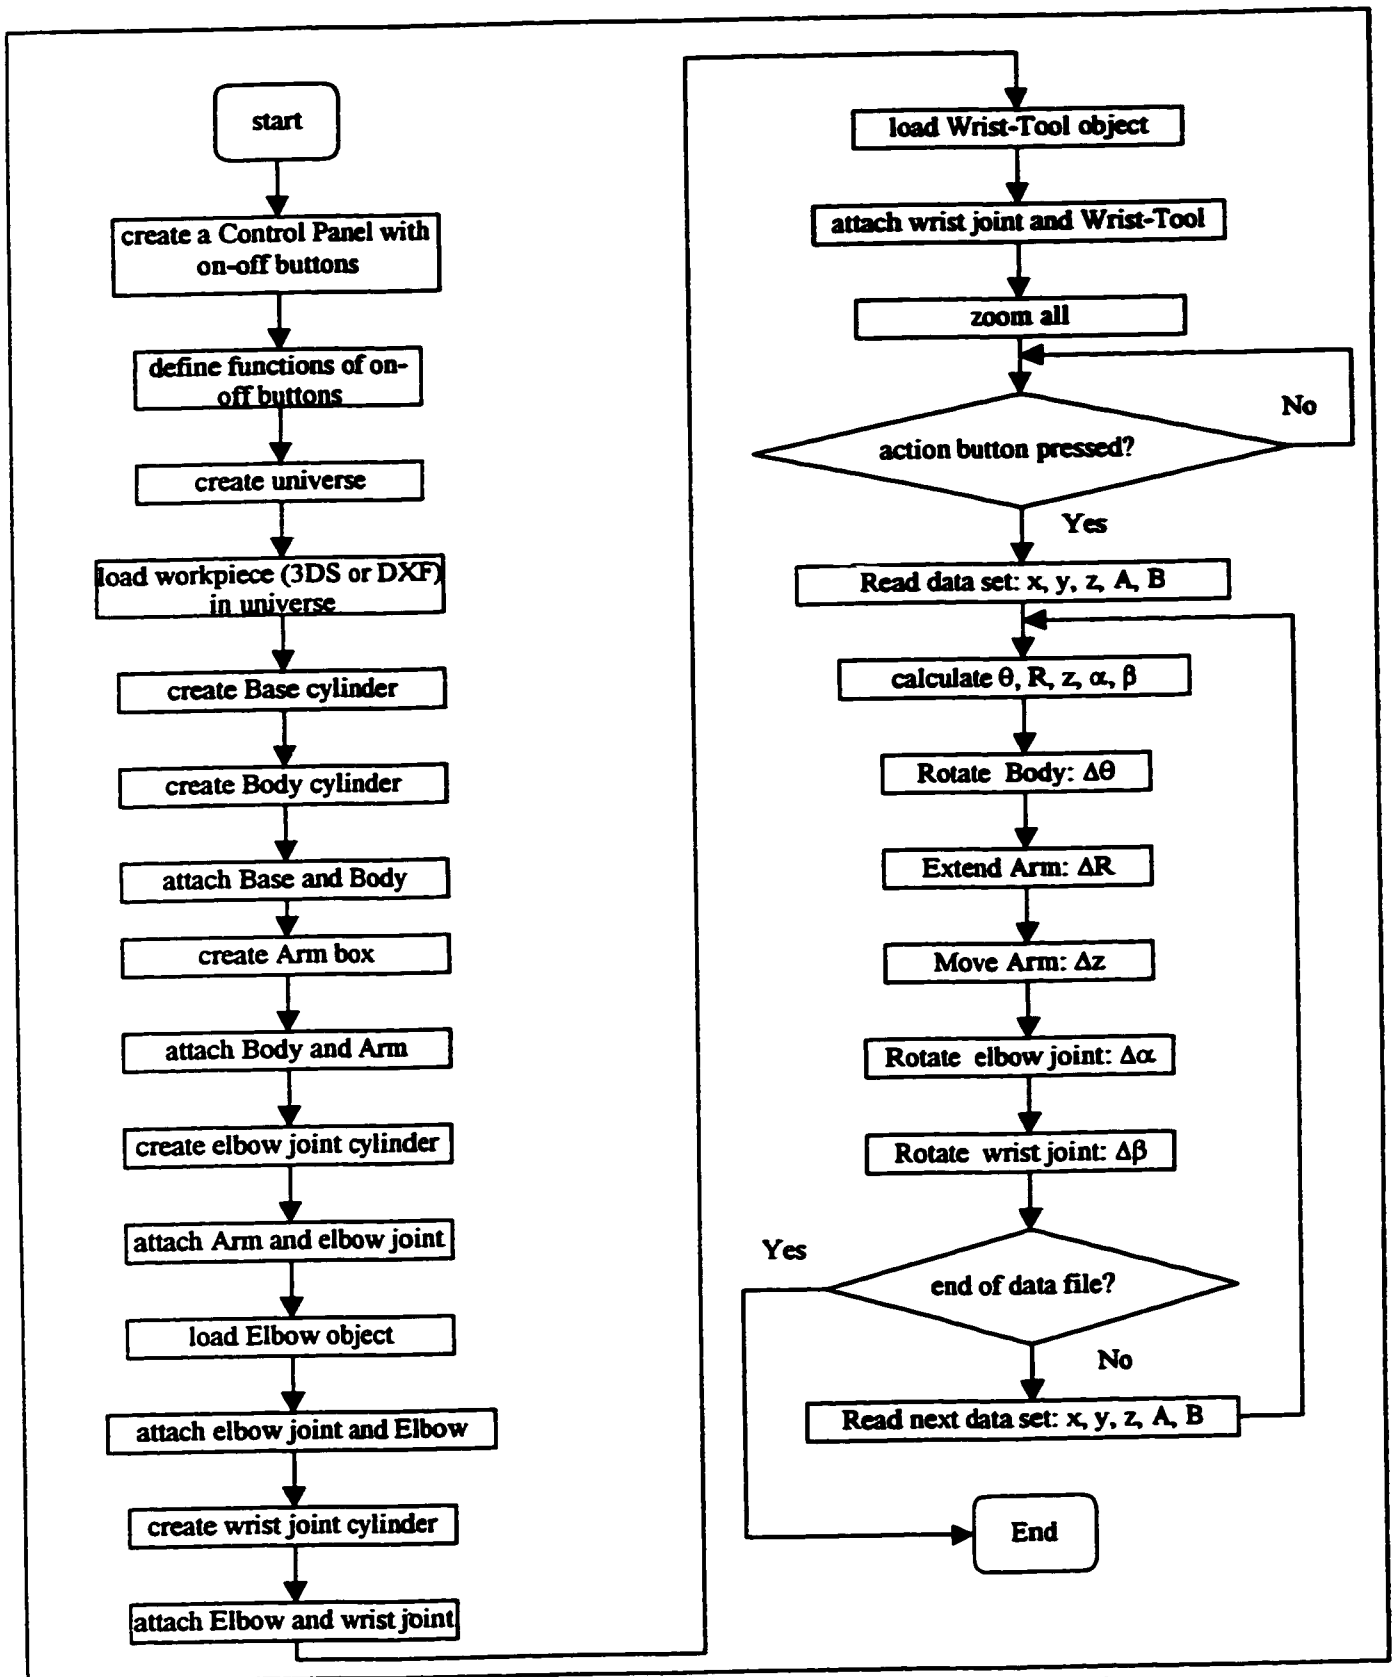 start
create a Control Panel with
on-off buttons
define functions of on-
off buttons
create universe
load workpiece (3DS or DXF)
in universe
create Base cylinder
create Body cylinder
attach Base and Body
create Arm box
attach Body and Arm
create elbow joint cylinder
attach Arm and elbow joint
load Elbow object
attach elbow joint and Elbow
create wrist joint cylinder
attach Elbow and wrist joint
load Wrist-Tool object
attach wrist joint and Wrist-Tool
zoom all
No
action button pressed?
Yes
Read data set: x, y, z, A, B
calculate θ, R, z, α, β
Rotate Body: Δθ
Extend Arm: ΔR
Move Arm: Δz
Rotate elbow joint: Δα
Rotate wrist joint: Δβ
Yes
end of data file?
No
Read next data set: x, y, z, A, B
End